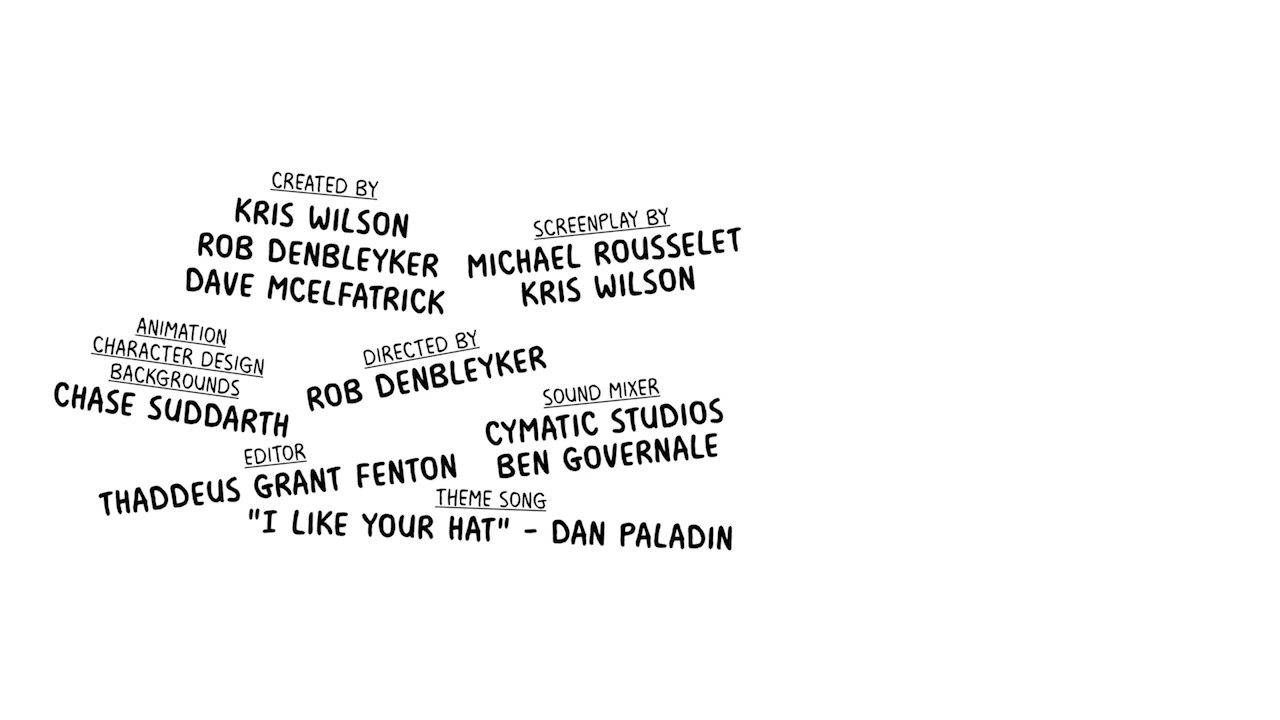 CREATED BY
KRIS WILSON
ROB DENBLEYKER
DAVE MCELFATRICK
SCREENPLAY BY
MICHAEL ROUSSELET
KRIS WILSON
ANIMATION
CHARACTER DESIGN
BACKGROUNDS
CHASE SUDDARTH
DIRECTED BY
ROB DENBLEYKER
SOUND MIXER
CYMATIC STUDIOS
BEN GOVERNALE
EDITOR
THADDEUS GRANT FENTON
THEME SONG
"I LIKE YOUR HAT" - DAN PALADIN